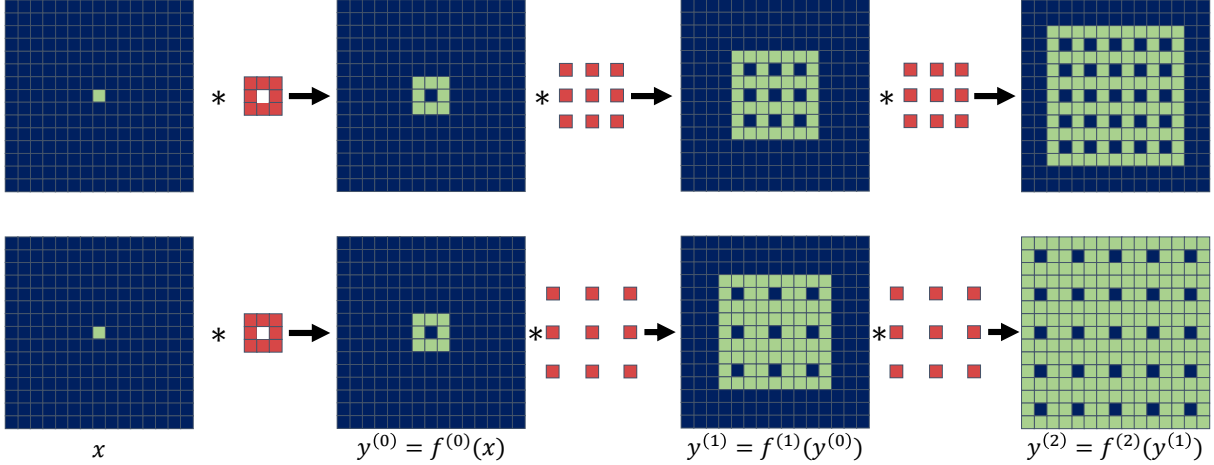 * * *
* * *
x y⁽⁰⁾ = f⁽⁰⁾(x) y⁽¹⁾ = f⁽¹⁾(y⁽⁰⁾) y⁽²⁾ = f⁽²⁾(y⁽¹⁾)